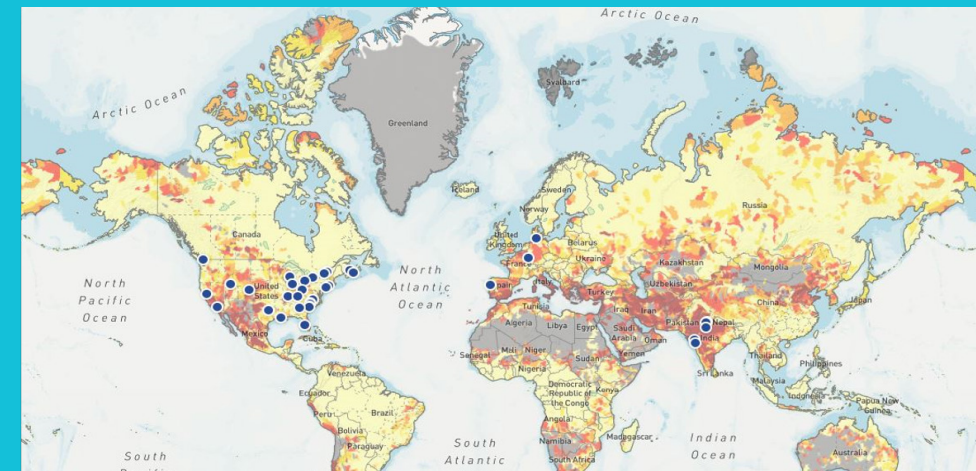 Arctic Ocean
Arctic Ocean
Svalbard
Greenland
Iceland
Sweden
Norway
Russia
Canada
United
Kingdom
Belarus
Ukraine
France
Kazakhstan
Mongolia
North
Pacific
Ocean
North
Atlantic
Ocean
United
States
Italy
Turkey
Uzbekistan
China
Japan
Tunisia
Iraq
Iran
Pakistan
Nepal
Mexico
Cuba
Algeria
Libya
Egypt
Saudi
Arabia
Oman
India
Senegal
Mali
Niger
Sudan
Yemen
Thailand
Philippines
Nigeria
Sri Lanka
Malaysia
Venezuela
Ecuador
Democratic
Republic of
the Congo
Kenya
Indonesia
Papua New
Guinea
Peru
Brazil
Angola
Bolivia
Paraguay
Namibia
Madagascar
South
Atlantic
Indian
Ocean
South
South Africa
Australia